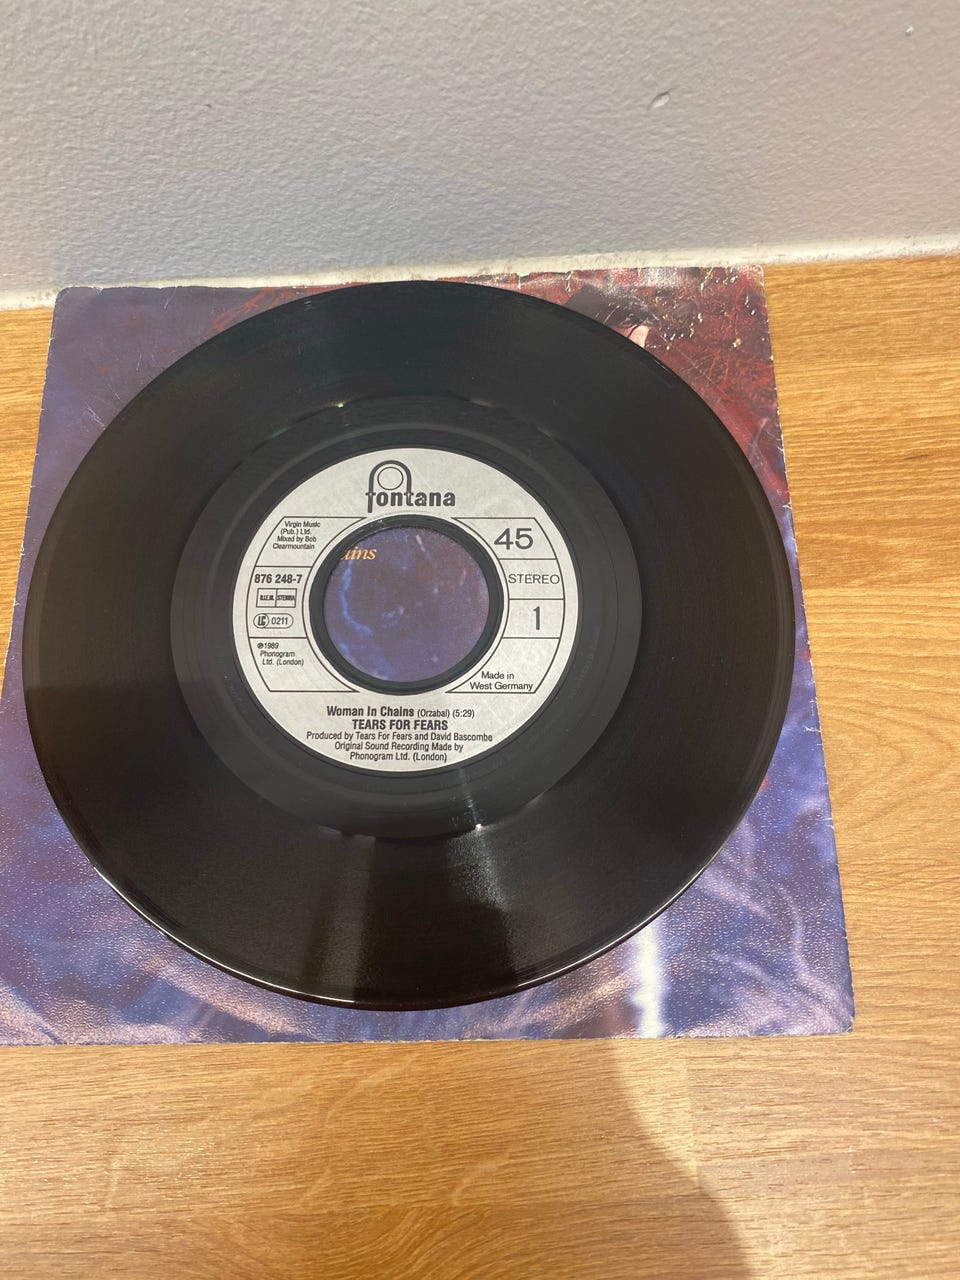 fontana
Virgin Music
(Pub.) Ltd.
Mixed by Bob
Clearmountain
45
ains
876 248-7
STEREO
B.I.E.M. STEMRA
LC 0211
1
℗ 1989
Phonogram
Ltd. (London)
Made in
West Germany
Woman In Chains (Orzabal) (5:29)
TEARS FOR FEARS
Produced by Tears For Fears and David Bascombe
Original Sound Recording Made by
Phonogram Ltd. (London)